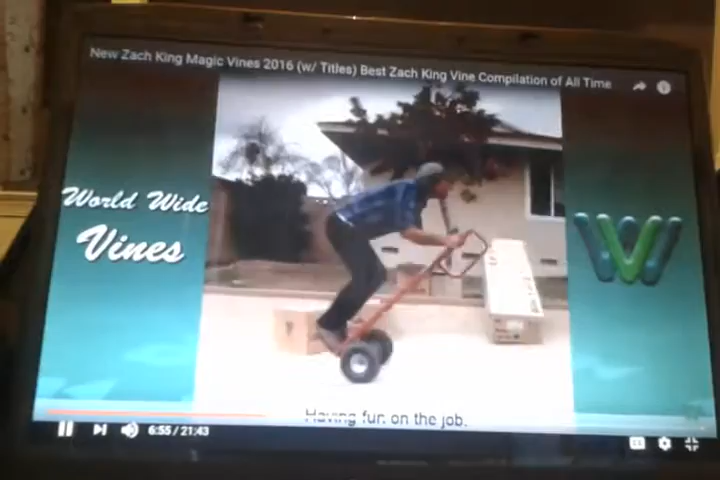 New Zach King Magic Vines 2016 (w/ Titles) Best Zach King Vine Compilation of All Time
World Wide
Vines
W
Having fun on the job.
6:55 / 21:43